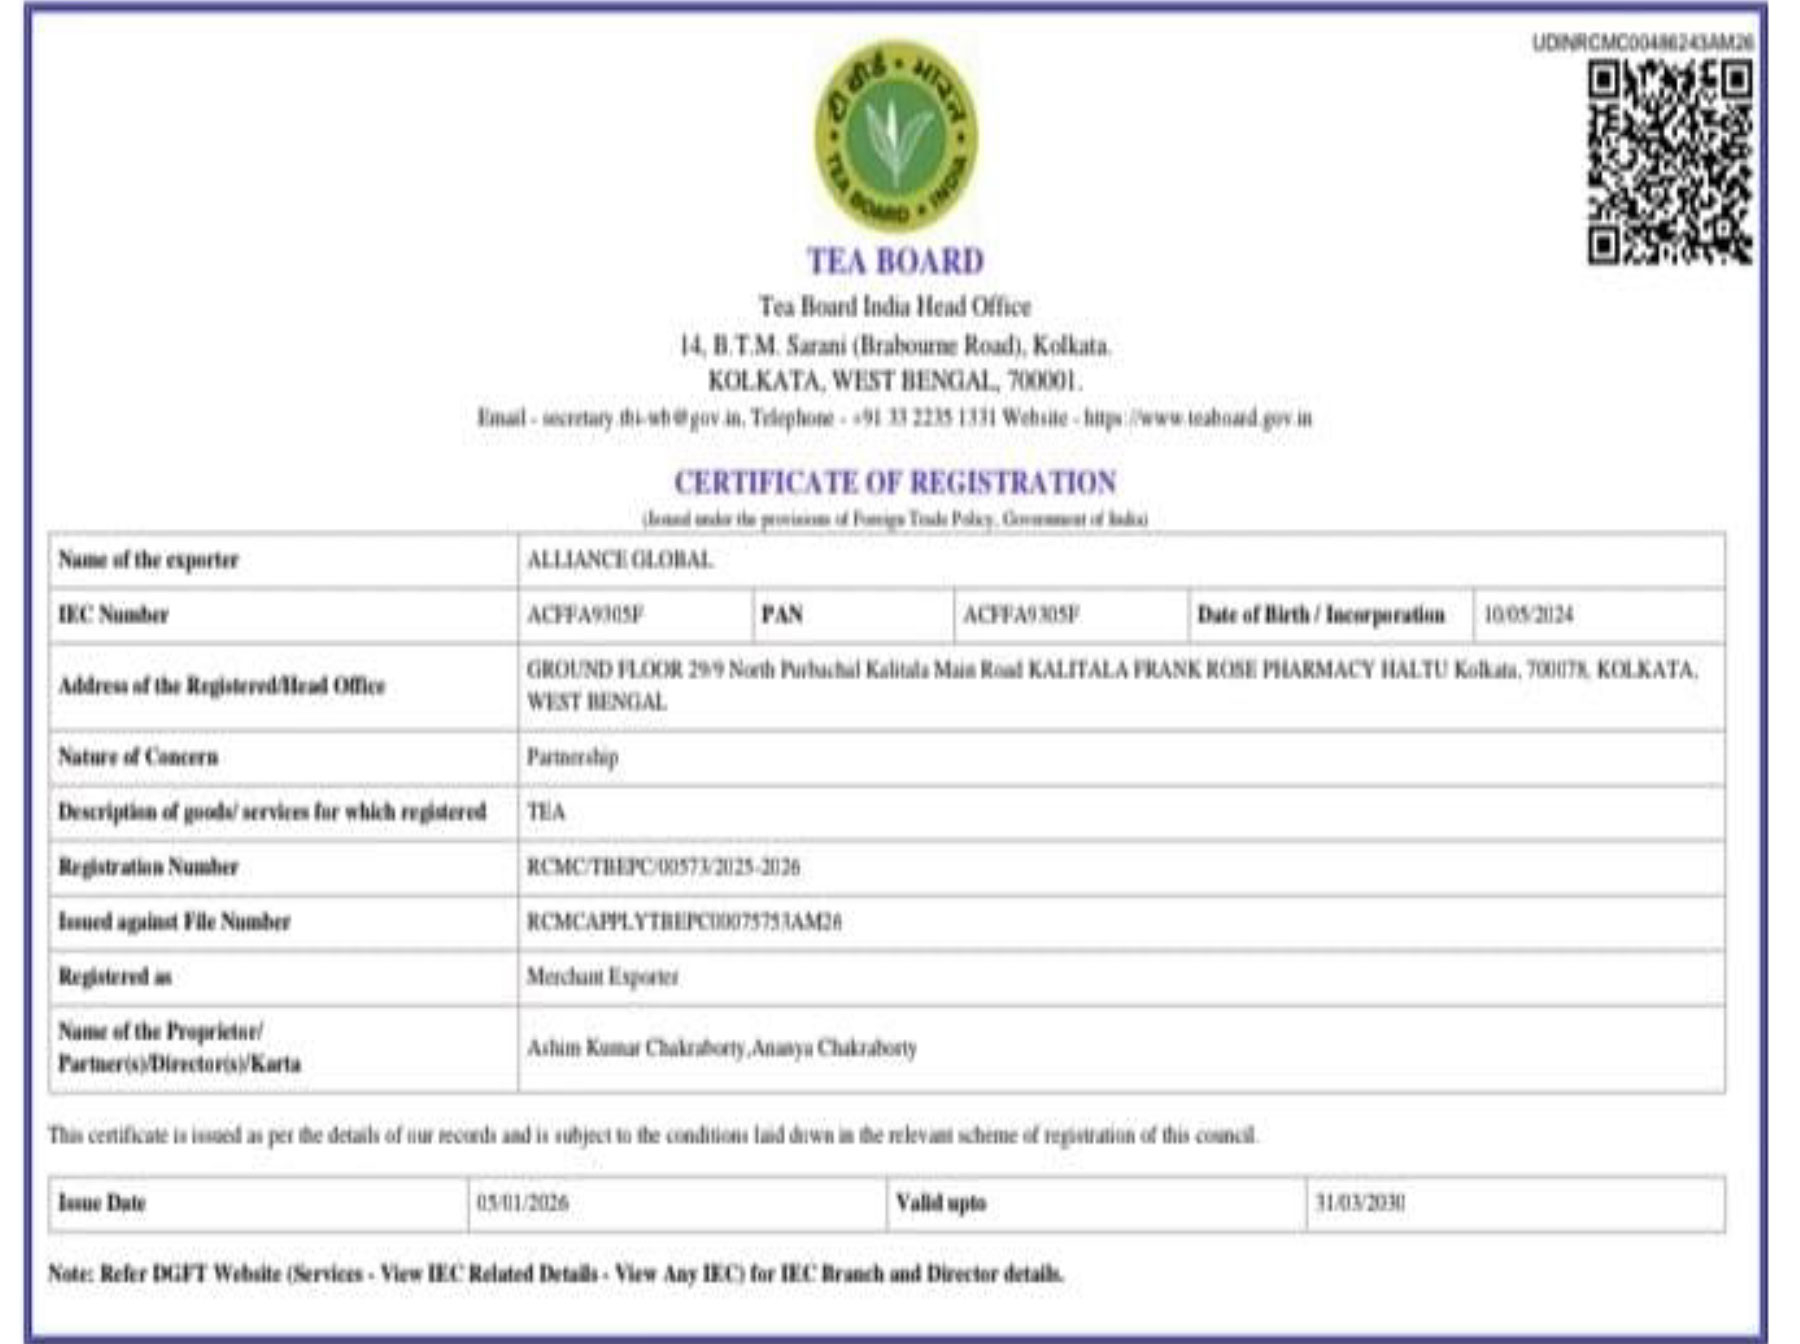 UDINRCMC00486243AM26
टी बोर्ड • भारत
TEA BOARD • INDIA
TEA BOARD
Tea Board India Head Office
14, B.T.M. Sarani (Brabourne Road), Kolkata.
KOLKATA, WEST BENGAL, 700001.
Email - secretary.tbi-wb@gov.in, Telephone - +91 33 2235 1331 Website - https://www.teaboard.gov.in
CERTIFICATE OF REGISTRATION
(Issued under the provisions of Foreign Trade Policy, Government of India)
Name of the exporter ALLIANCE GLOBAL
IEC Number ACFFA9305F PAN ACFFA9305F Date of Birth / Incorporation 10/05/2024
Address of the Registered/Head Office GROUND FLOOR 29/9 North Purbachal Kalitala Main Road KALITALA FRANK ROSE PHARMACY HALTU Kolkata, 700078, KOLKATA,
WEST BENGAL
Nature of Concern Partnership
Description of goods/ services for which registered TEA
Registration Number RCMC/TBEPC/00573/2025-2026
Issued against File Number RCMCAPPLYTBEPC00075753AM26
Registered as Merchant Exporter
Name of the Proprietor/
Partner(s)/Director(s)/Karta Ashim Kumar Chakraborty,Ananya Chakraborty
This certificate is issued as per the details of our records and is subject to the conditions laid down in the relevant scheme of registration of this council.
Issue Date 05/01/2026 Valid upto 31/03/2030
Note: Refer DGFT Website (Services - View IEC Related Details - View Any IEC) for IEC Branch and Director details.